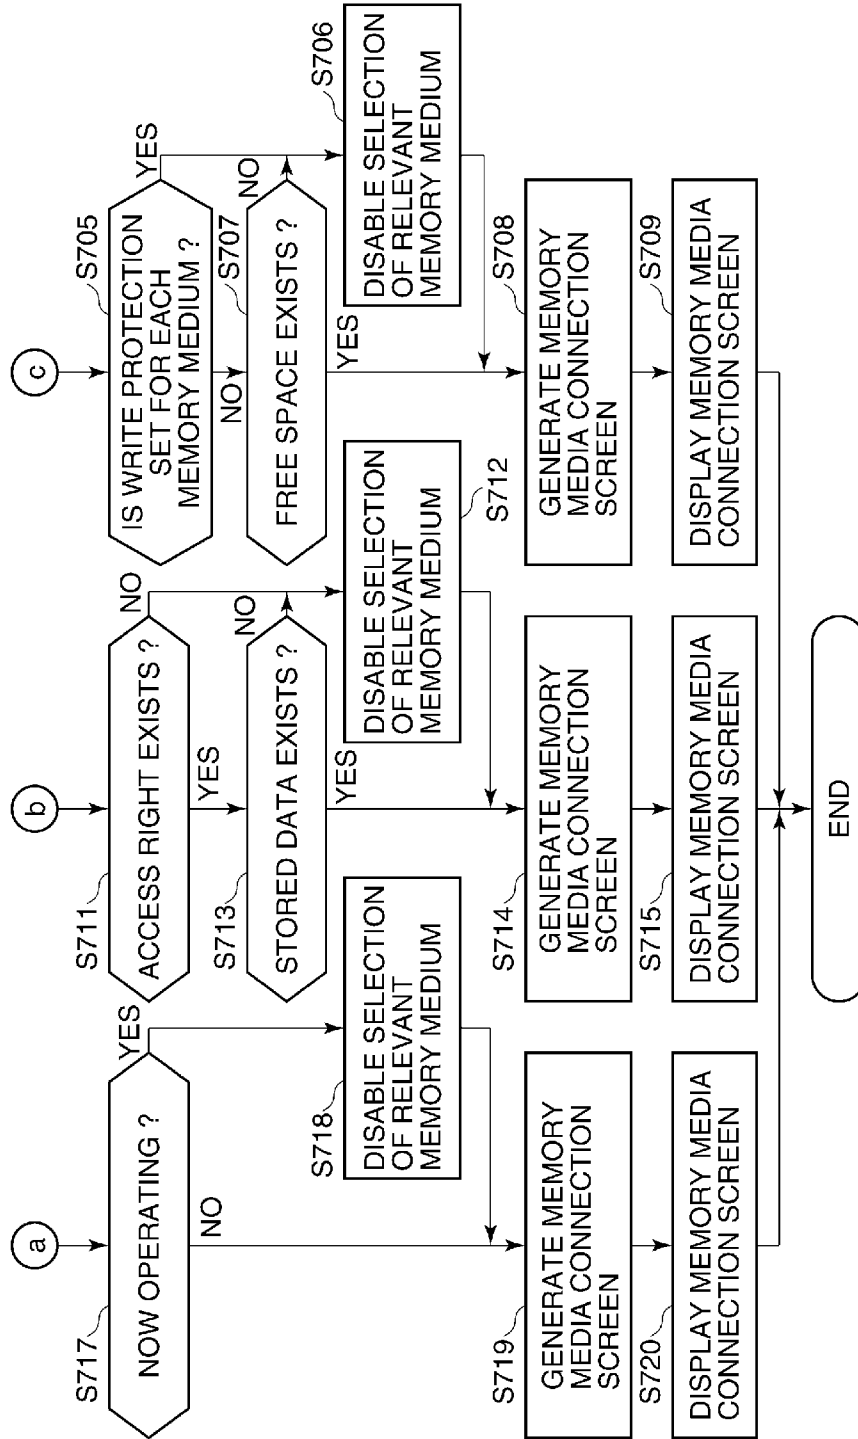 a
S717
NOW OPERATING ?
YES
NO
S718
DISABLE SELECTION
OF RELEVANT
MEMORY MEDIUM
S719
GENERATE MEMORY
MEDIA CONNECTION
SCREEN
S720
DISPLAY MEMORY MEDIA
CONNECTION SCREEN
b
S711
ACCESS RIGHT EXISTS ?
NO
YES
S713
STORED DATA EXISTS ?
NO
YES
DISABLE SELECTION
OF RELEVANT
MEMORY MEDIUM
S712
S714
GENERATE MEMORY
MEDIA CONNECTION
SCREEN
S715
DISPLAY MEMORY MEDIA
CONNECTION SCREEN
END
c
S705
IS WRITE PROTECTION
SET FOR EACH
MEMORY MEDIUM ?
YES
NO
S707
FREE SPACE EXISTS ?
NO
YES
S706
DISABLE SELECTION
OF RELEVANT
MEMORY MEDIUM
S708
GENERATE MEMORY
MEDIA CONNECTION
SCREEN
S709
DISPLAY MEMORY MEDIA
CONNECTION SCREEN